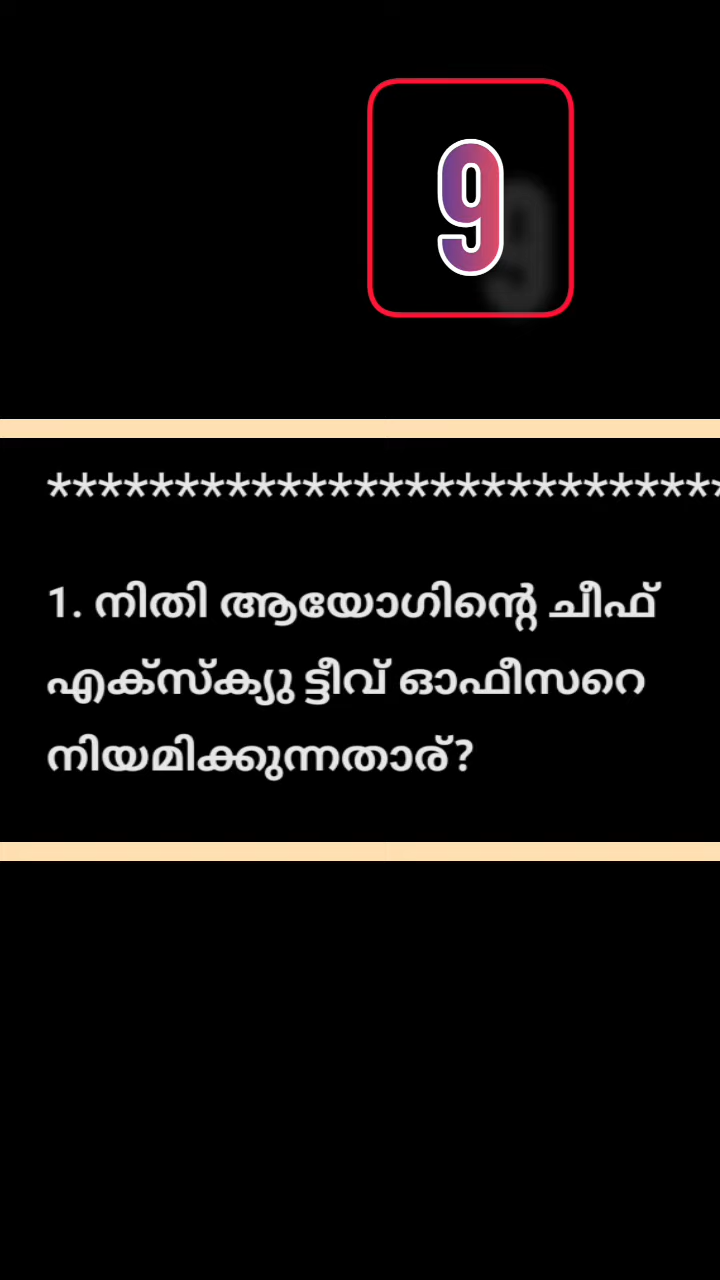 9
***************************
1. നിതി ആയോഗിന്റെ ചീഫ്
എക്സ്ക്യു ട്ടീവ് ഓഫീസറെ
നിയമിക്കുന്നതാര്?